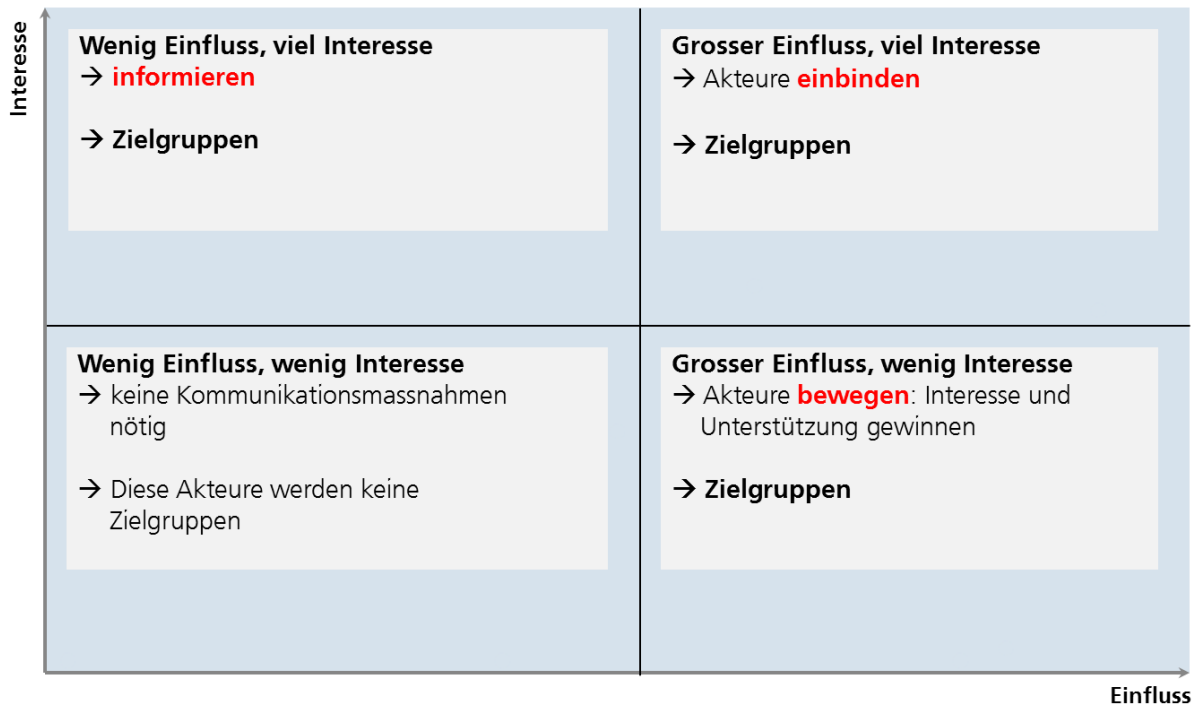 Interesse
Wenig Einfluss, viel Interesse
→ informieren
→ Zielgruppen
Grosser Einfluss, viel Interesse
→ Akteure einbinden
→ Zielgruppen
Wenig Einfluss, wenig Interesse
→ keine Kommunikationsmassnahmen
nötig
→ Diese Akteure werden keine
Zielgruppen
Grosser Einfluss, wenig Interesse
→ Akteure bewegen: Interesse und
Unterstützung gewinnen
→ Zielgruppen
Einfluss